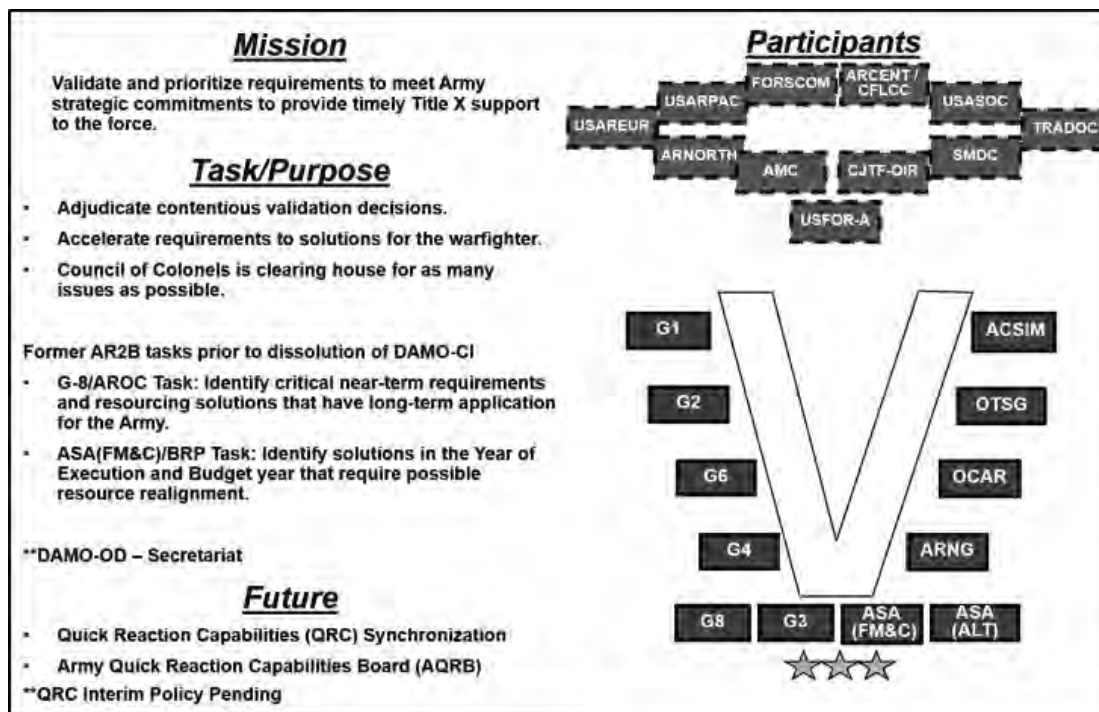 Mission
Validate and prioritize requirements to meet Army
strategic commitments to provide timely Title X support
to the force.
Task/Purpose
▪ Adjudicate contentious validation decisions.
▪ Accelerate requirements to solutions for the warfighter.
▪ Council of Colonels is clearing house for as many
issues as possible.
Former AR2B tasks prior to dissolution of DAMO-CI
▪ G-8/AROC Task: Identify critical near-term requirements
and resourcing solutions that have long-term application
for the Army.
▪ ASA(FM&C)/BRP Task: Identify solutions in the Year of
Execution and Budget year that require possible
resource realignment.
**DAMO-OD – Secretariat
Future
▪ Quick Reaction Capabilities (QRC) Synchronization
▪ Army Quick Reaction Capabilities Board (AQRB)
**QRC Interim Policy Pending
Participants
FORSCOM
ARCENT /
CFLCC
USARPAC
USASOC
USAREUR
TRADOC
ARNORTH
SMDC
AMC
CJTF-OIR
USFOR-A
G1
ACSIM
G2
OTSG
G6
OCAR
G4
ARNG
G8
G3
ASA
(FM&C)
ASA
(ALT)